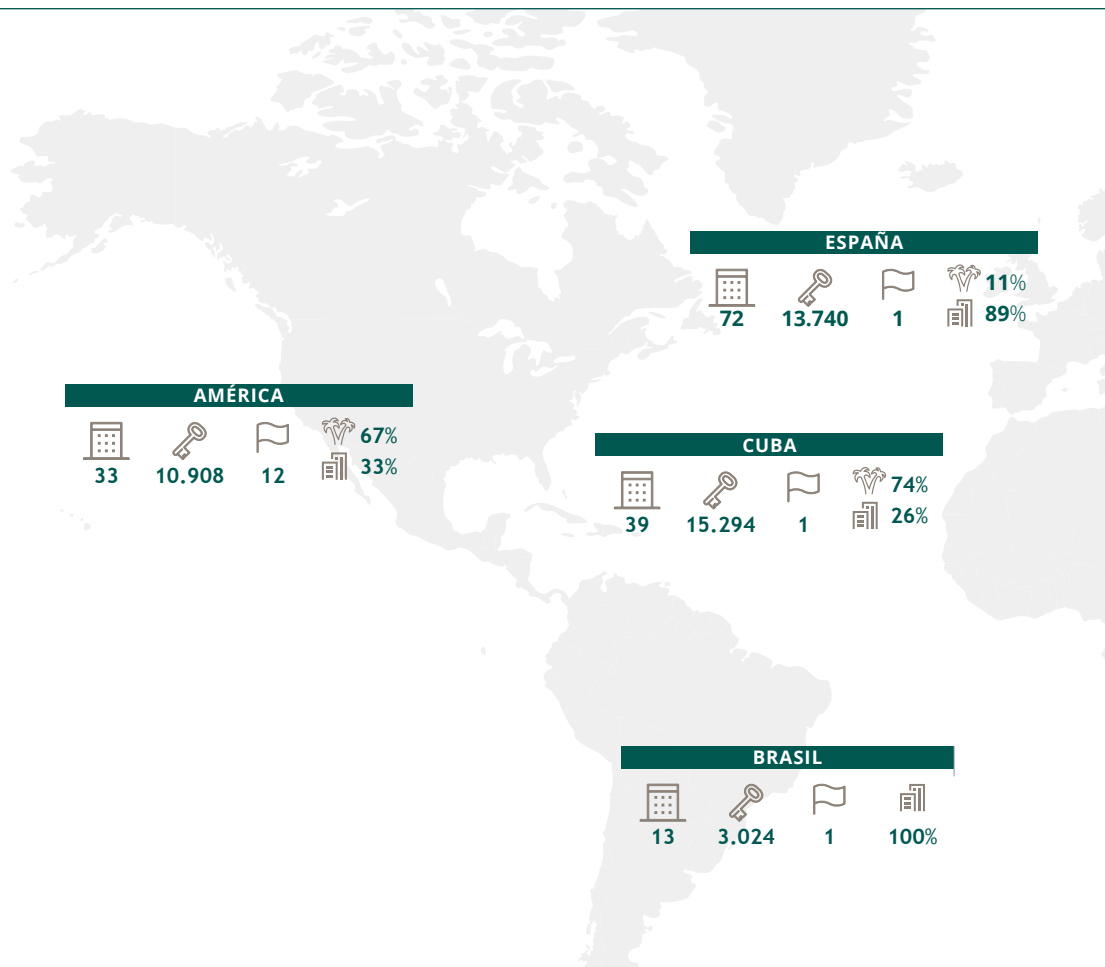 ESPAÑA
11%
72 13.740 1 89%
AMÉRICA
67%
33 10.908 12 33%
CUBA
74%
39 15.294 1 26%
BRASIL
13 3.024 1 100%